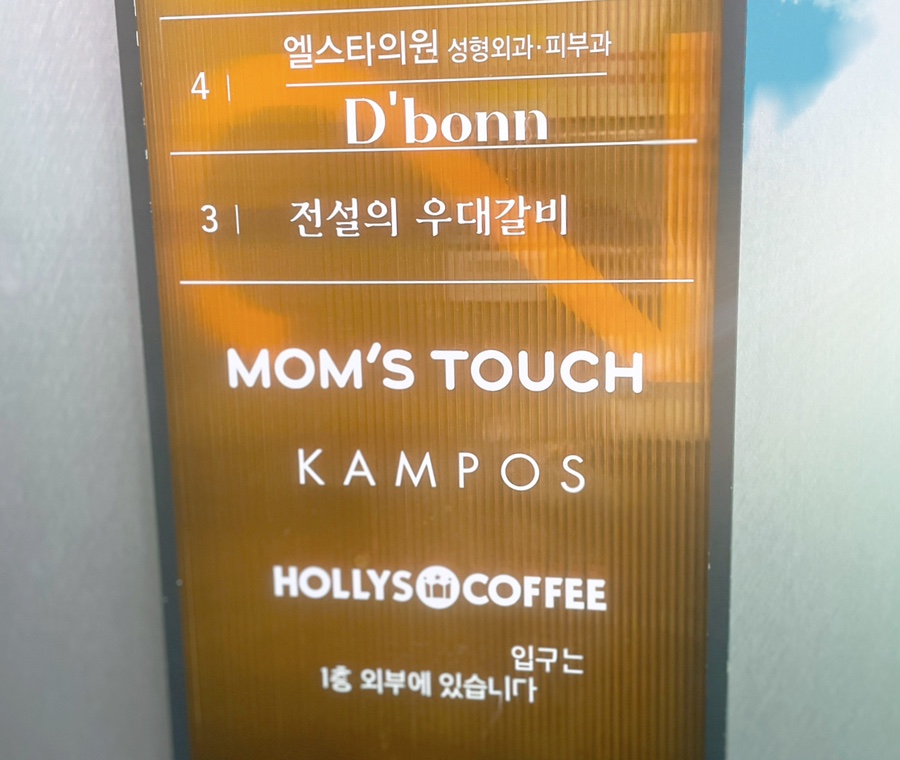 엘스타의원 성형외과·피부과
4 |
D'bonn
3 | 전설의 우대갈비
MOM'S TOUCH
KAMPOS
HOLLYS COFFEE
입구는
1층 외부에 있습니다